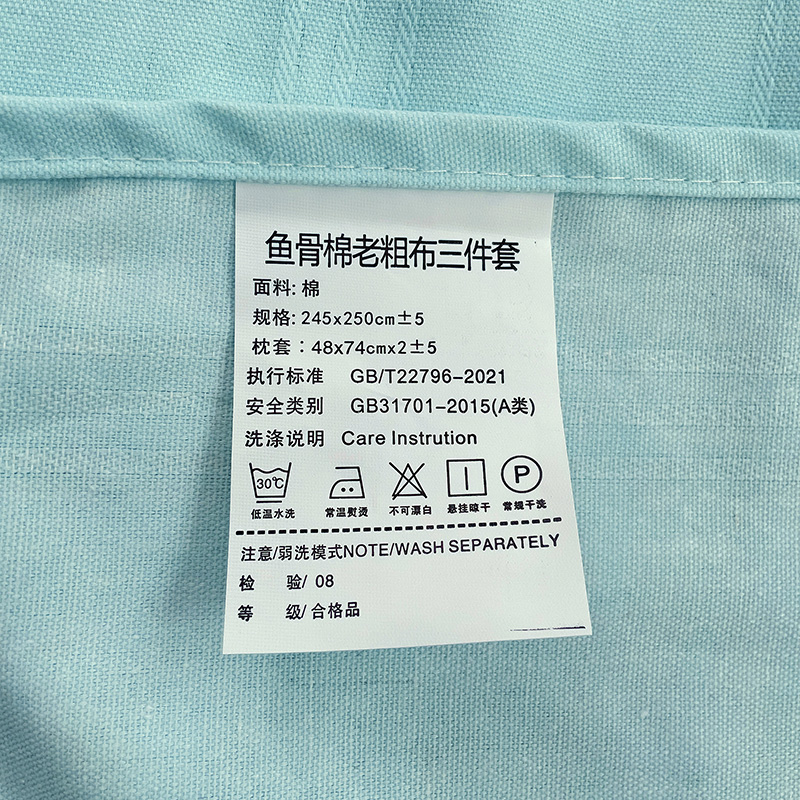 鱼骨棉老粗布三件套
面料: 棉
规格: 245x250cm±5
枕套：48x74cmx2±5
执行标准 GB/T22796-2021
安全类别 GB31701-2015(A类)
洗涤说明 Care Instrution
30℃ P
低温水洗 常温熨烫 不可漂白 悬挂晾干 常规干洗
注意/弱洗模式NOTE/WASH SEPARATELY
检 验/ 08
等 级/ 合格品